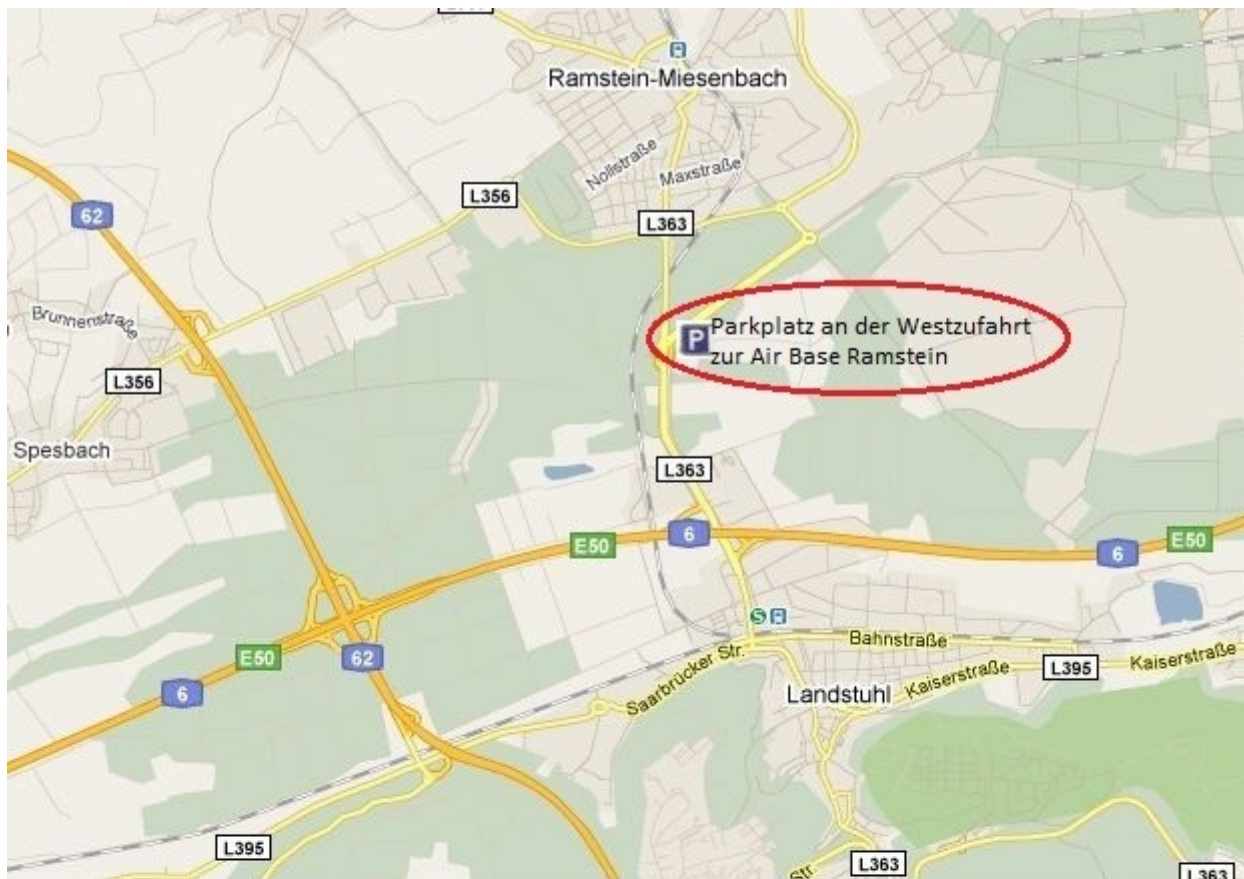 Ramstein-Miesenbach
Nollstraße
Maxstraße
62
L356
L363
Brunnenstraße
P
Parkplatz an der Westzufahrt
zur Air Base Ramstein
L356
Spesbach
L363
E50
6
6
E50
S
Bahnstraße
E50
62
Saarbrücker Str.
Kaiserstraße
L395
Kaiserstraße
6
Landstuhl
L395
Str.
L363
L363